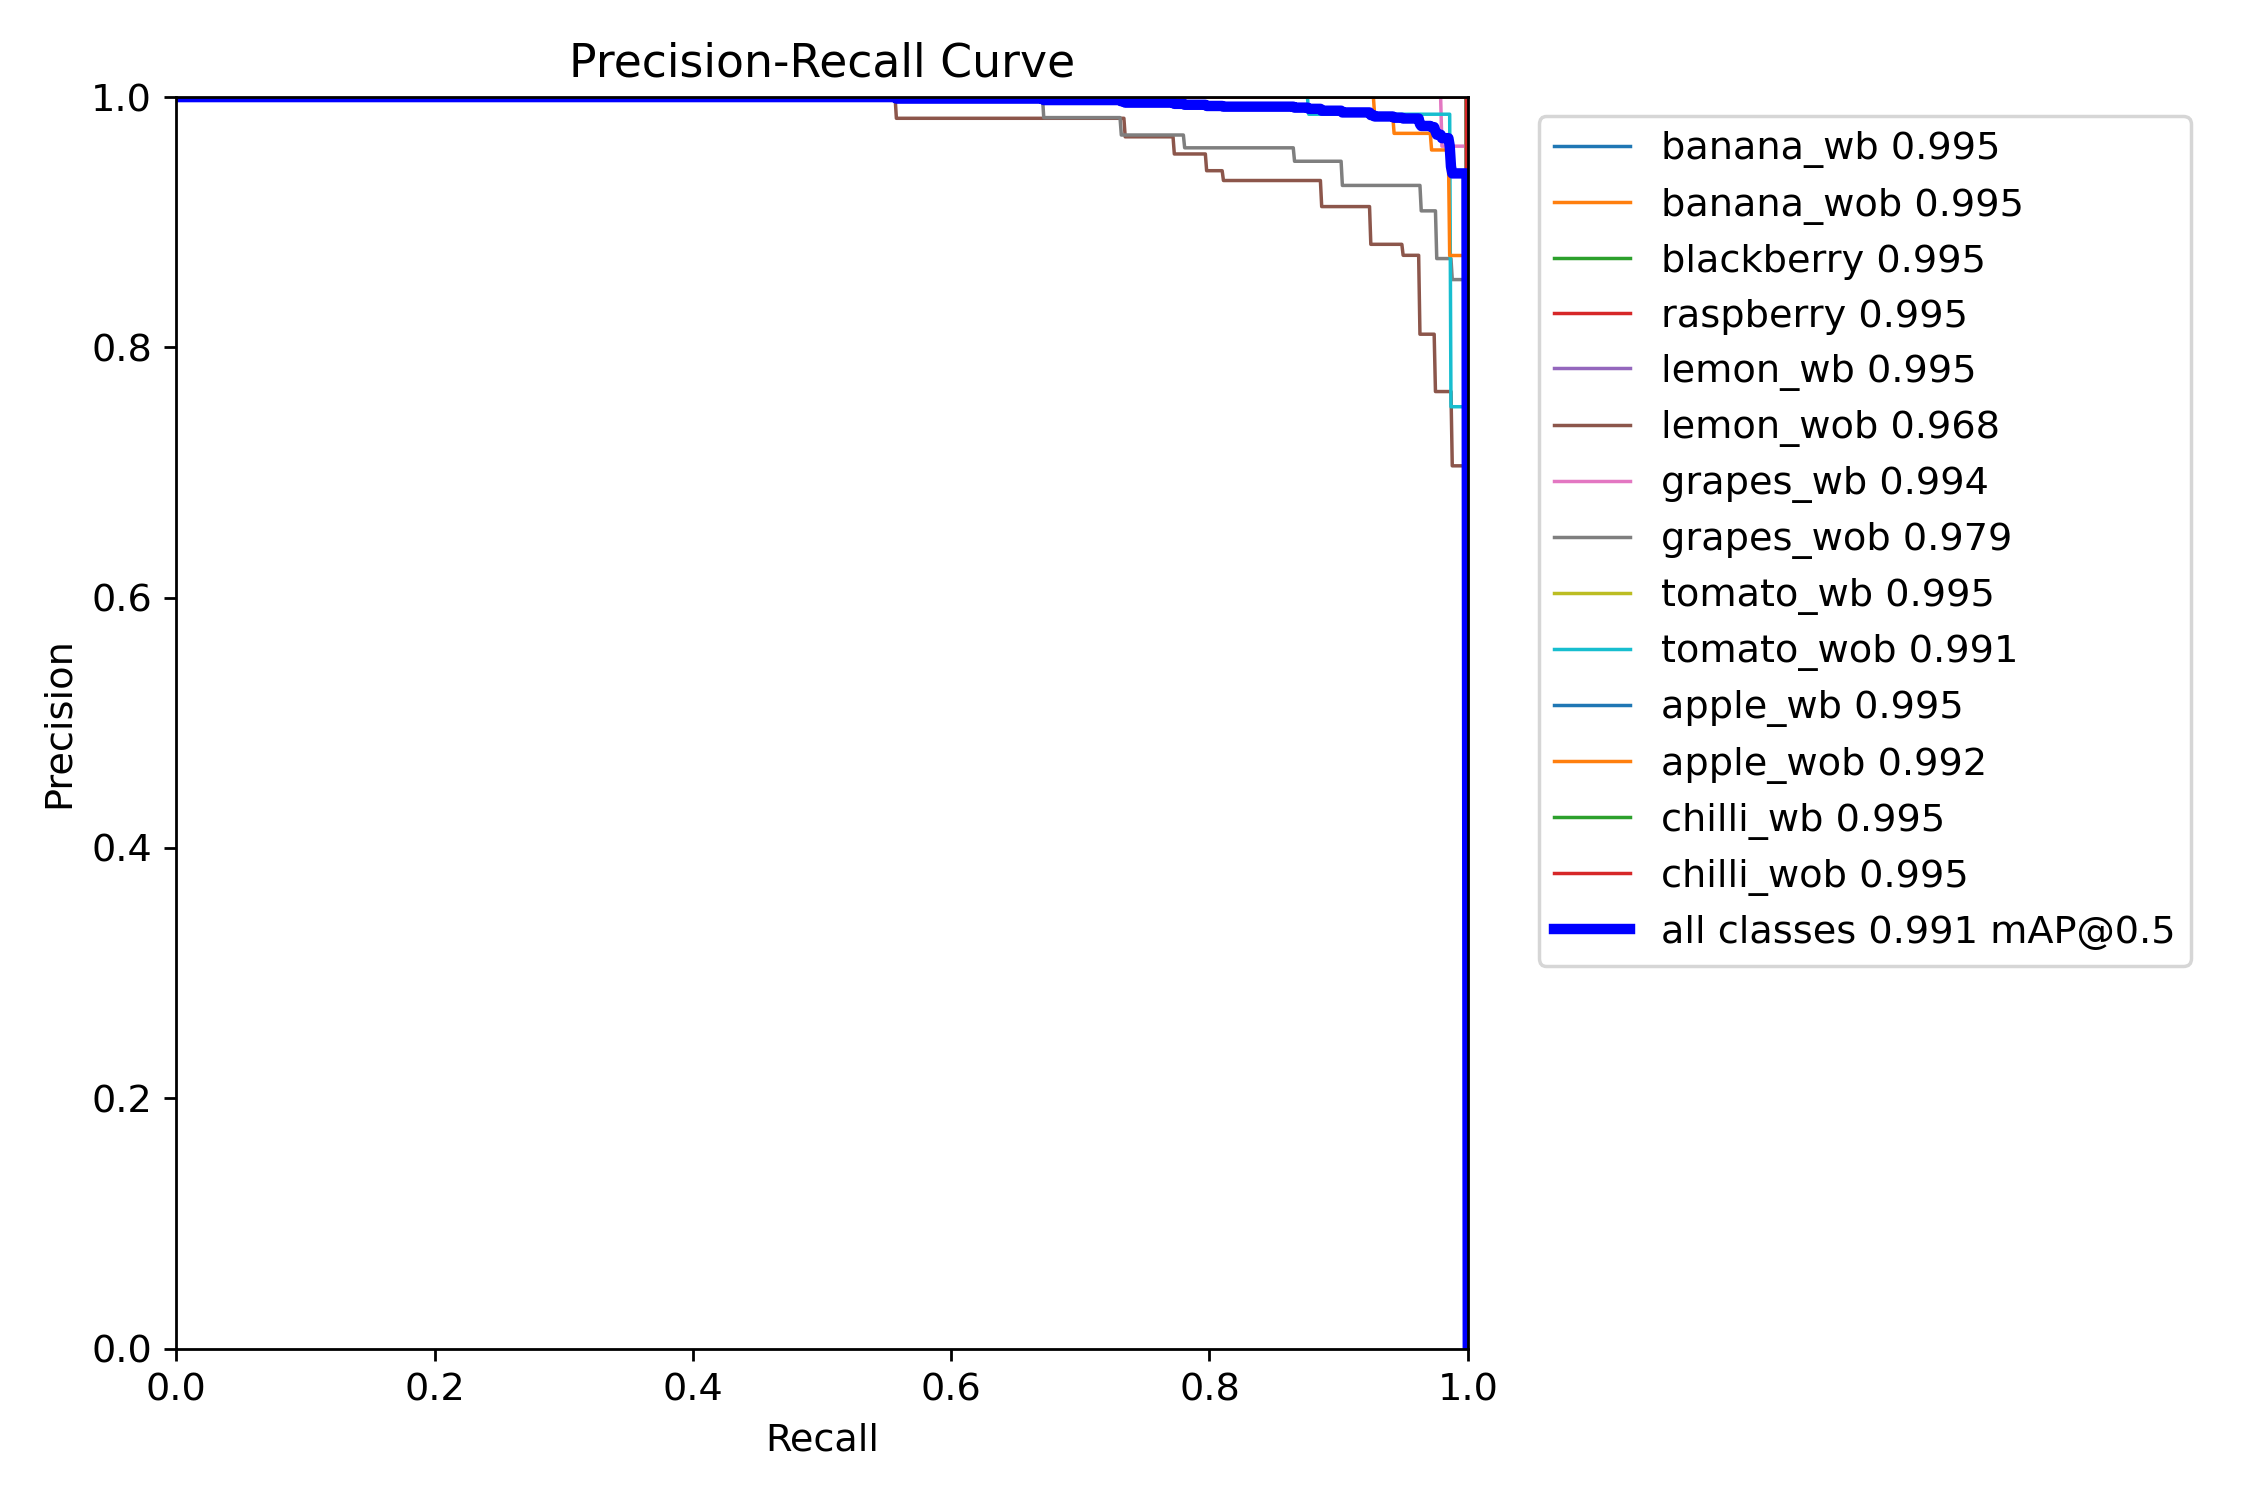 Precision-Recall Curve
1.0
0.8
0.6
0.4
0.2
0.0
Precision
0.0 0.2 0.4 0.6 0.8 1.0
Recall
banana_wb 0.995
banana_wob 0.995
blackberry 0.995
raspberry 0.995
lemon_wb 0.995
lemon_wob 0.968
grapes_wb 0.994
grapes_wob 0.979
tomato_wb 0.995
tomato_wob 0.991
apple_wb 0.995
apple_wob 0.992
chilli_wb 0.995
chilli_wob 0.995
all classes 0.991 mAP@0.5